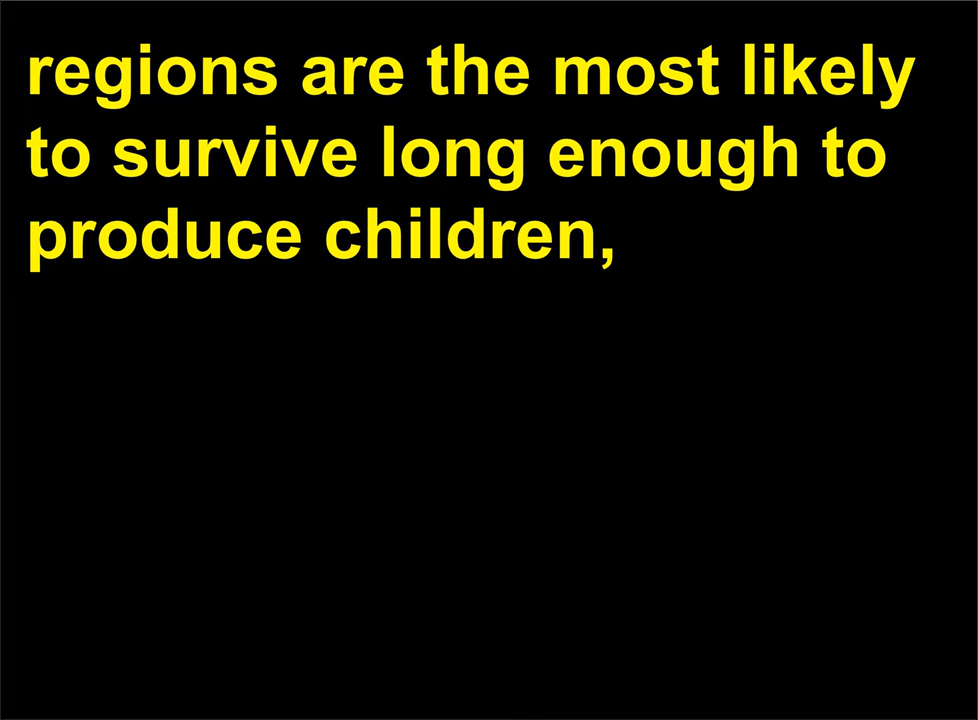 regions are the most likely
to survive long enough to
produce children,